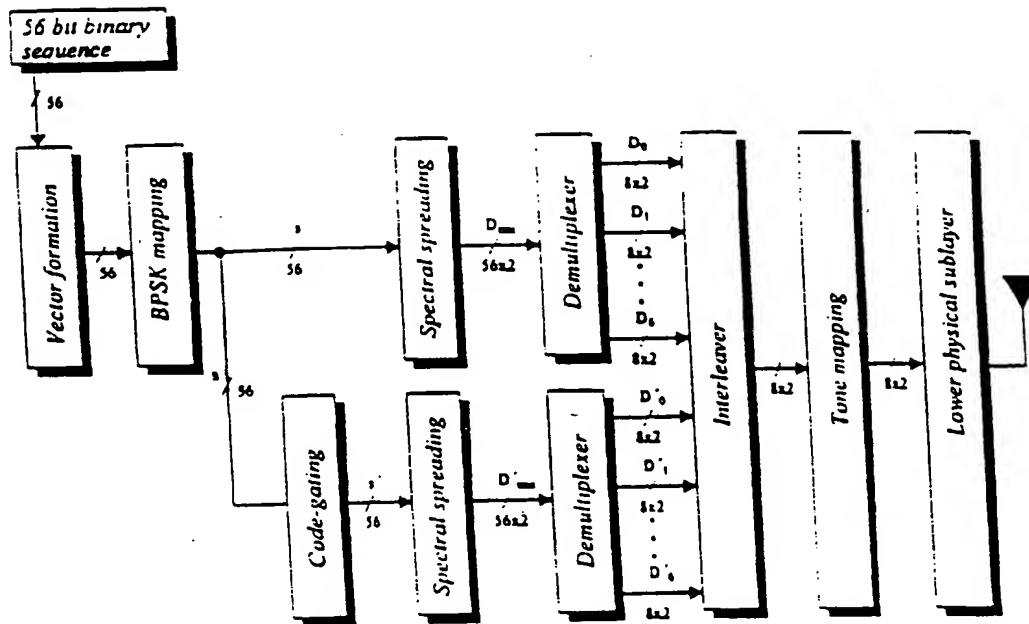 56 bit binary
sequence
56
Vector formation
56
BPSK mapping
s
56
Spectral spreading
56x2
Demultiplexer
D0
8x2
D1
8x2
D6
8x2
s
56
Code-gating
s'
56
Spectral spreading
56x2
Demultiplexer
D'0
8x2
D'1
8x2
D'6
8x2
Interleaver
8x2
Tone mapping
8x2
Lower physical sublayer